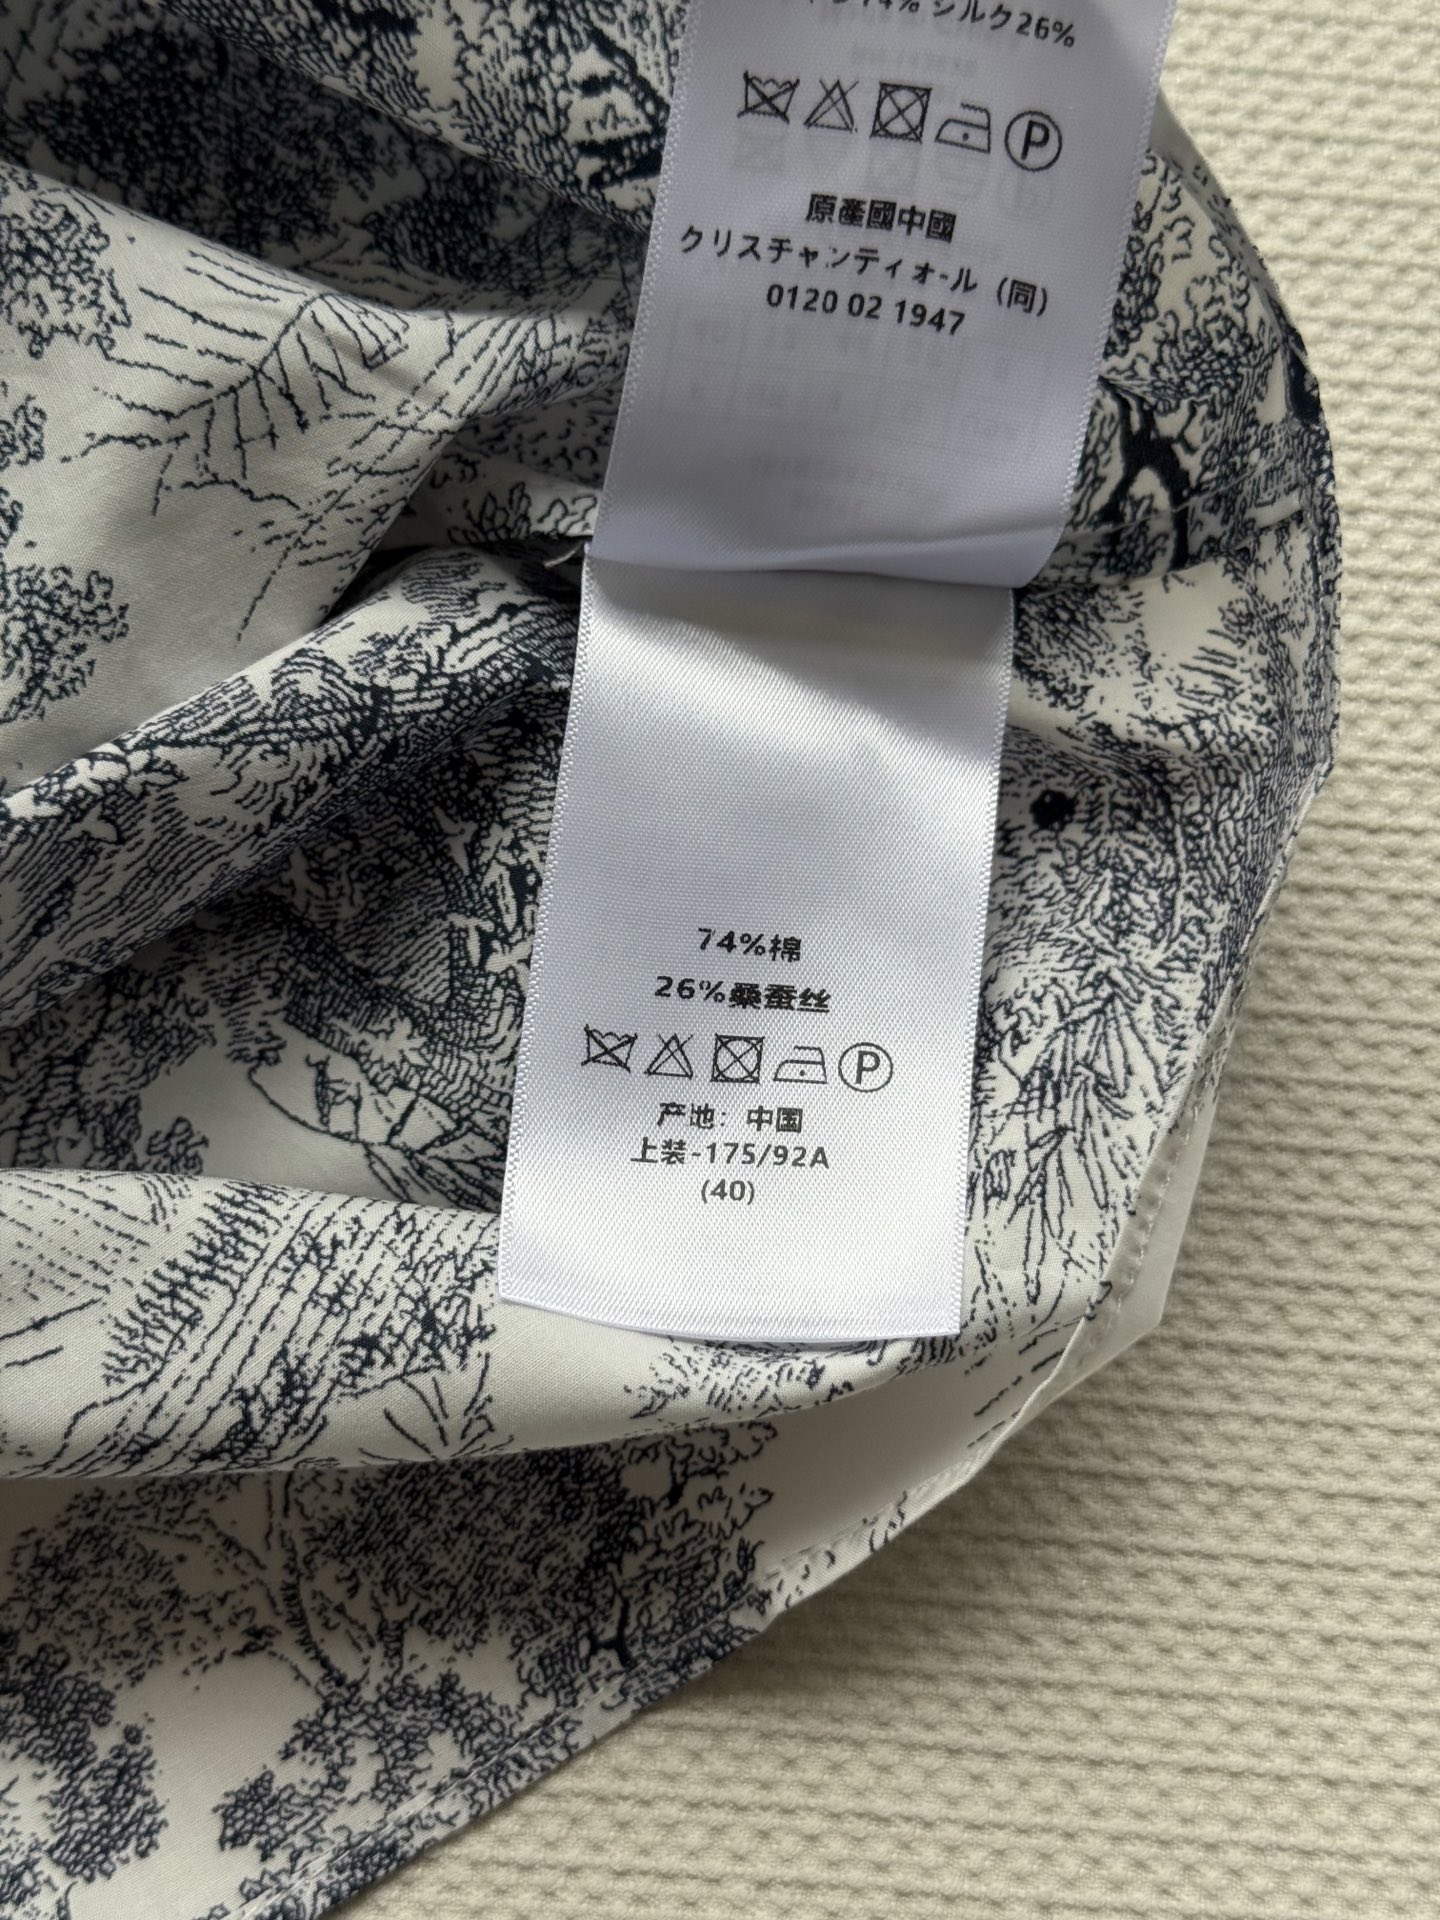 74% シルク26%
原產國中國
クリスチャンディオール (同)
0120 02 1947
74%棉
26%桑蚕丝
P
产地：中国
上装-175/92A
(40)